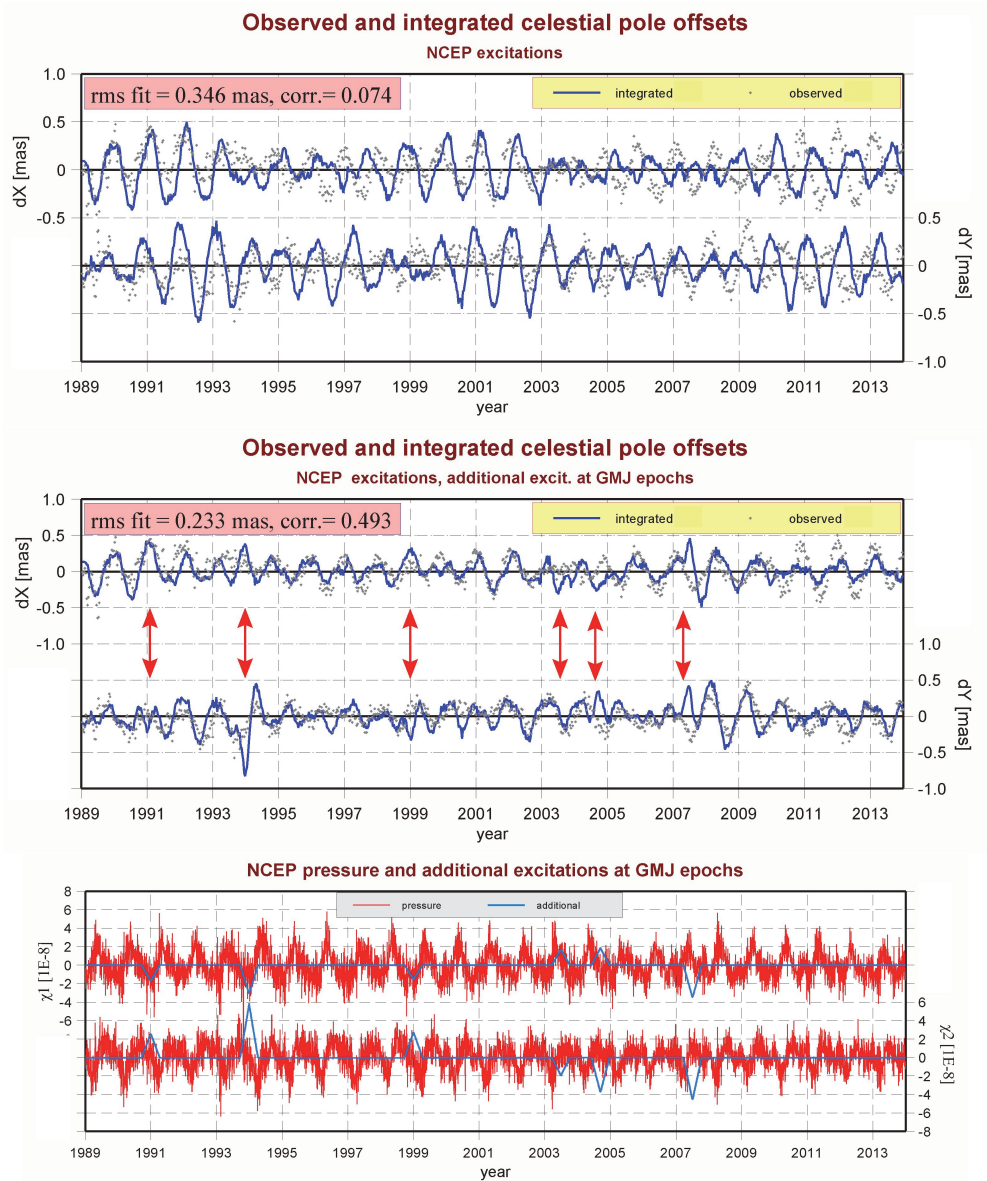 Observed and integrated celestial pole offsets
NCEP excitations
rms fit = 0.346 mas, corr.= 0.074
integrated
observed
1.0
0.5
0
-0.5
dX [mas]
0.5
0
-0.5
-1.0
dY [mas]
1989 1991 1993 1995 1997 1999 2001 2003 2005 2007 2009 2011 2013
year
Observed and integrated celestial pole offsets
NCEP excitations, additional excit. at GMJ epochs
rms fit = 0.233 mas, corr.= 0.493
integrated
observed
1.0
0.5
0
-0.5
-1.0
dX [mas]
1.0
0.5
0
-0.5
-1.0
dY [mas]
1989 1991 1993 1995 1997 1999 2001 2003 2005 2007 2009 2011 2013
year
NCEP pressure and additional excitations at GMJ epochs
pressure
additional
8
6
4
2
0
-2
-4
-6
χ1 [1E-8]
6
4
2
0
-2
-4
-6
-8
χ2 [1E-8]
1989 1991 1993 1995 1997 1999 2001 2003 2005 2007 2009 2011 2013
year